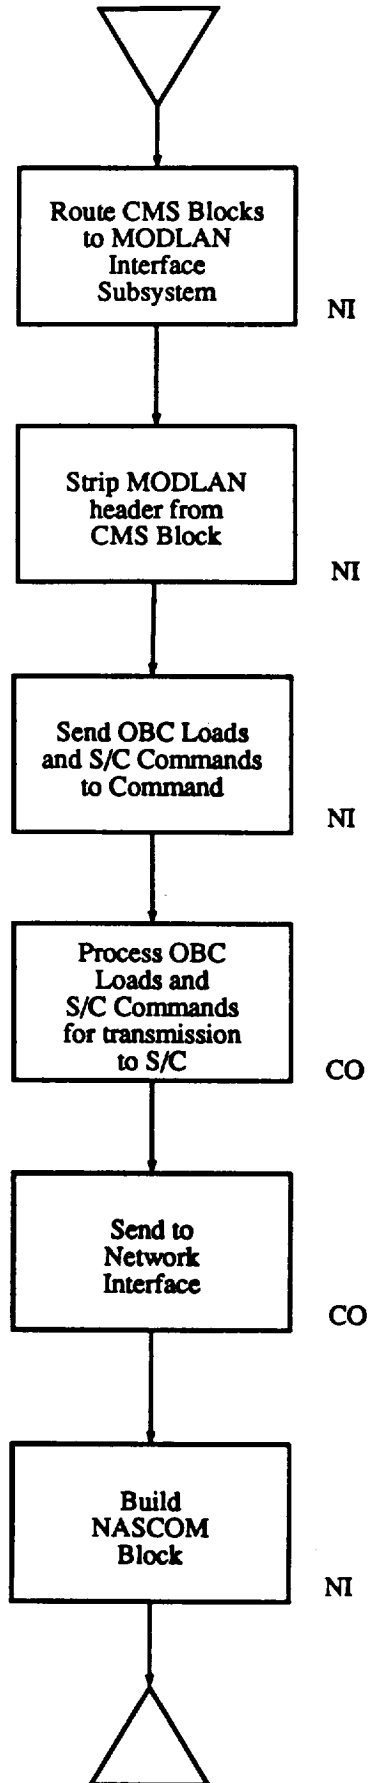 Route CMS Blocks
to MODLAN
Interface
Subsystem
NI
Strip MODLAN
header from
CMS Block
NI
Send OBC Loads
and S/C Commands
to Command
NI
Process OBC
Loads and
S/C Commands
for transmission
to S/C
CO
Send to
Network
Interface
CO
Build
NASCOM
Block
NI